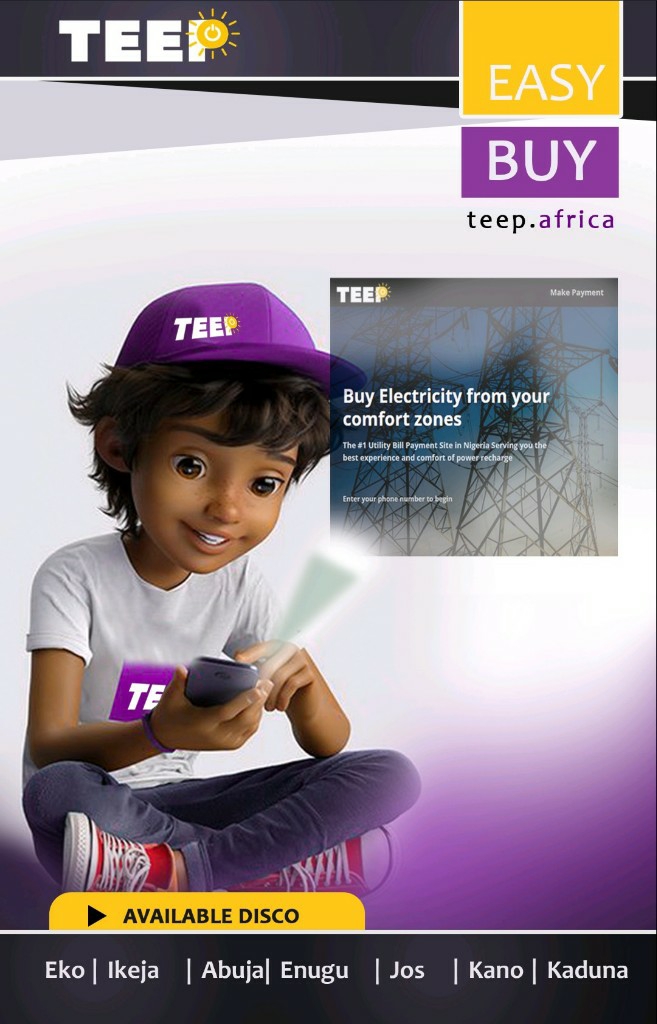 TEEP
EASY
BUY
teep.africa
TEEP
TEEP
Make Payment
Buy Electricity from your
comfort zones
The #1 Utility Bill Payment Site in Nigeria Serving you the
best experience and comfort of power recharge
Enter your phone number to begin
TE
AVAILABLE DISCO
Eko | Ikeja | Abuja| Enugu | Jos | Kano | Kaduna